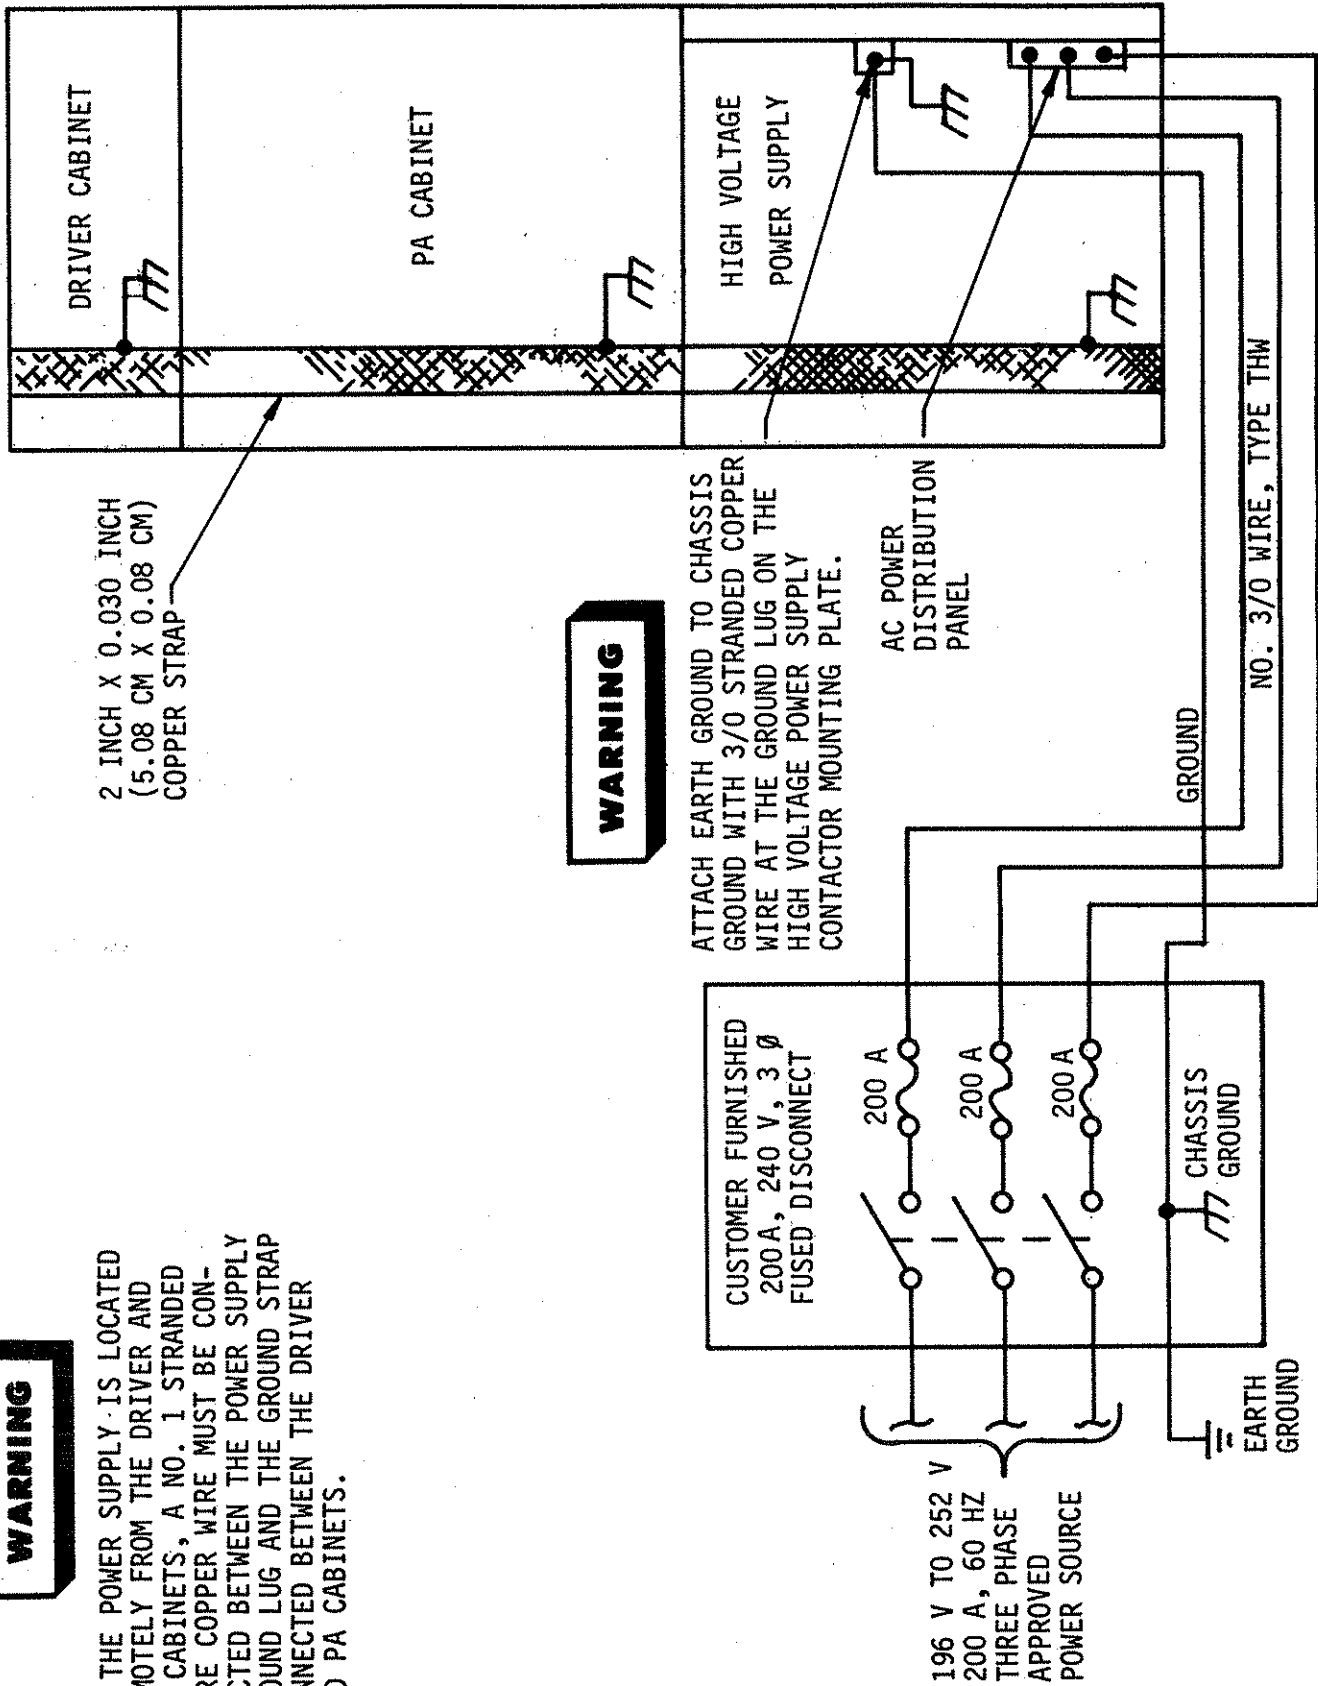 WARNING
THE POWER SUPPLY IS LOCATED
MOTELY FROM THE DRIVER AND
CABINETS, A NO. 1 STRANDED
RE COPPER WIRE MUST BE CON-
CTED BETWEEN THE POWER SUPPLY
OUND LUG AND THE GROUND STRAP
NNECTED BETWEEN THE DRIVER
D PA CABINETS.
2 INCH X 0.030 INCH
(5.08 CM X 0.08 CM)
COPPER STRAP
DRIVER CABINET
PA CABINET
HIGH VOLTAGE
POWER SUPPLY
WARNING
ATTACH EARTH GROUND TO CHASSIS
GROUND WITH 3/0 STRANDED COPPER
WIRE AT THE GROUND LUG ON THE
HIGH VOLTAGE POWER SUPPLY
CONTACTOR MOUNTING PLATE.
AC POWER
DISTRIBUTION
PANEL
CUSTOMER FURNISHED
200A, 240 V, 3 Ø
FUSED DISCONNECT
200 A
200 A
200 A
CHASSIS
GROUND
196 V TO 252 V
200 A, 60 HZ
THREE PHASE
APPROVED
POWER SOURCE
EARTH
GROUND
GROUND
NO. 3/0 WIRE, TYPE THW